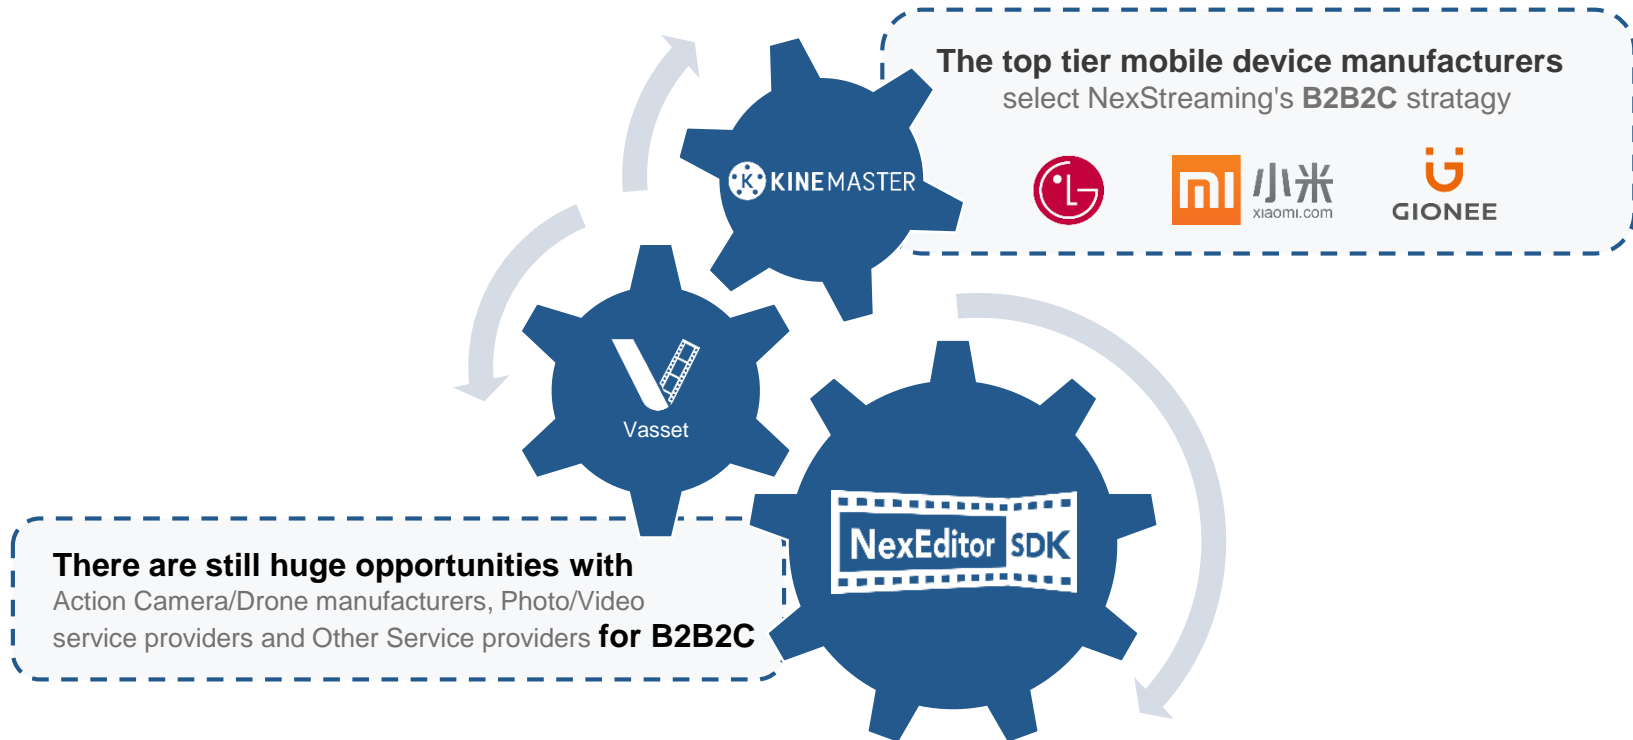 The top tier mobile device manufacturers
select NexStreaming's B2B2C stratagy
LG
mi 小米
xiaomi.com
G
GIONEE
K KINEMASTER
V
Vasset
NexEditor SDK
There are still huge opportunities with
Action Camera/Drone manufacturers, Photo/Video
service providers and Other Service providers for B2B2C